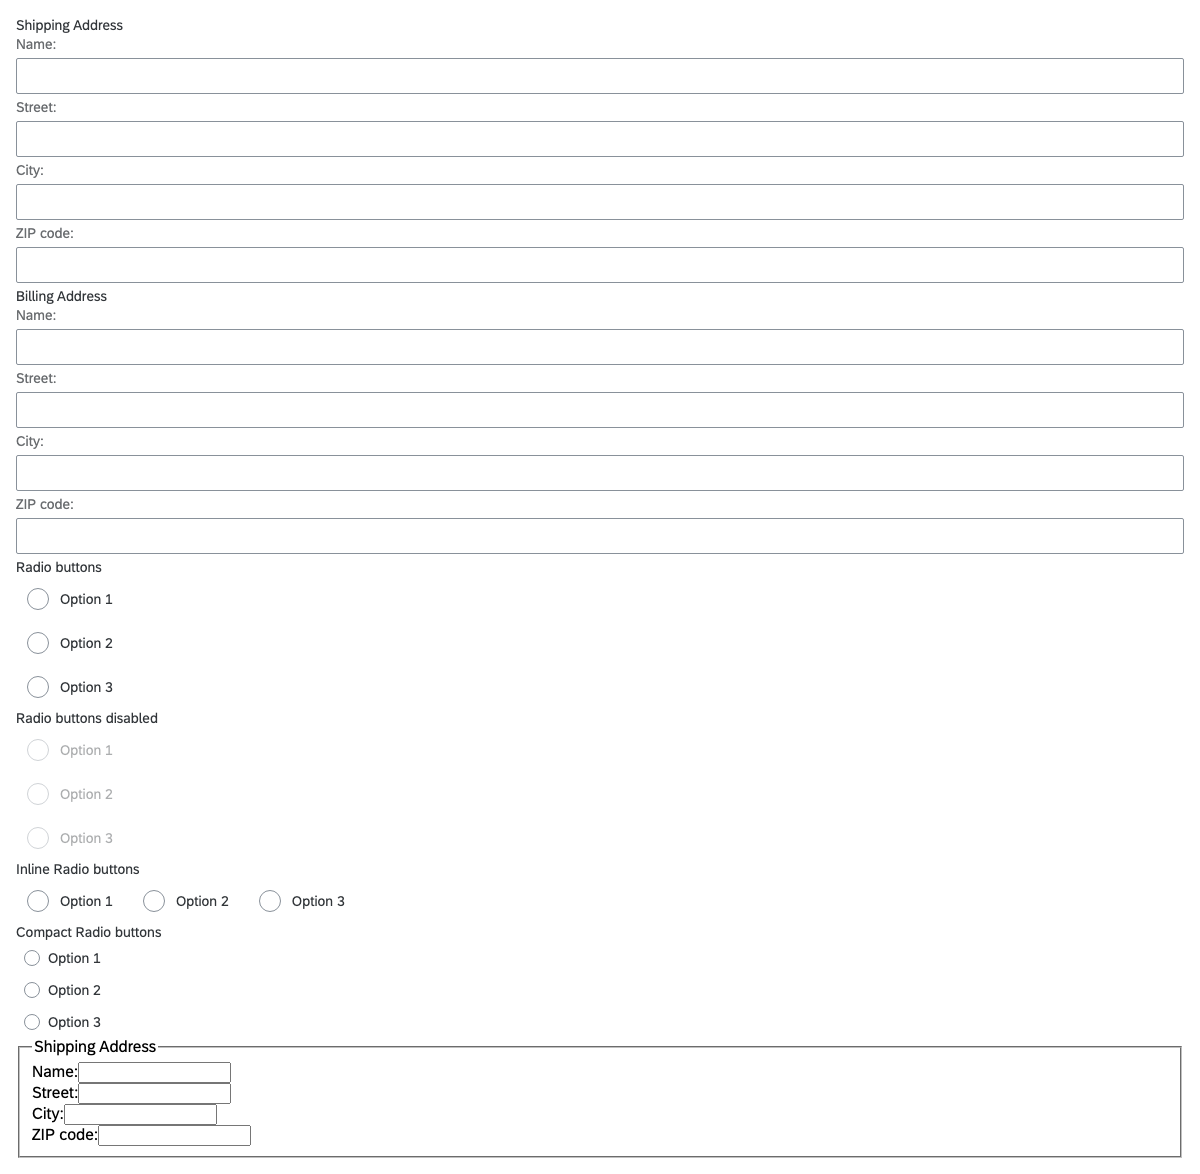 Shipping Address
Name:
Street:
City:
ZIP code:
Billing Address
Name:
Street:
City:
ZIP code:
Radio buttons
Option 1
Option 2
Option 3
Radio buttons disabled
Option 1
Option 2
Option 3
Inline Radio buttons
Option 1 Option 2 Option 3
Compact Radio buttons
Option 1
Option 2
Option 3
Shipping Address
Name:
Street:
City:
ZIP code: